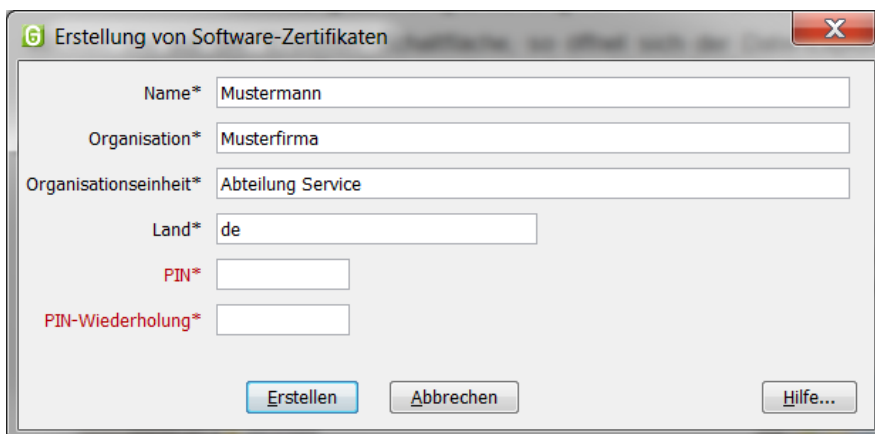 Erstellung von Software-Zertifikaten
Name* Mustermann
Organisation* Musterfirma
Organisationseinheit* Abteilung Service
Land* de
PIN*
PIN-Wiederholung*
Erstellen Abbrechen Hilfe...